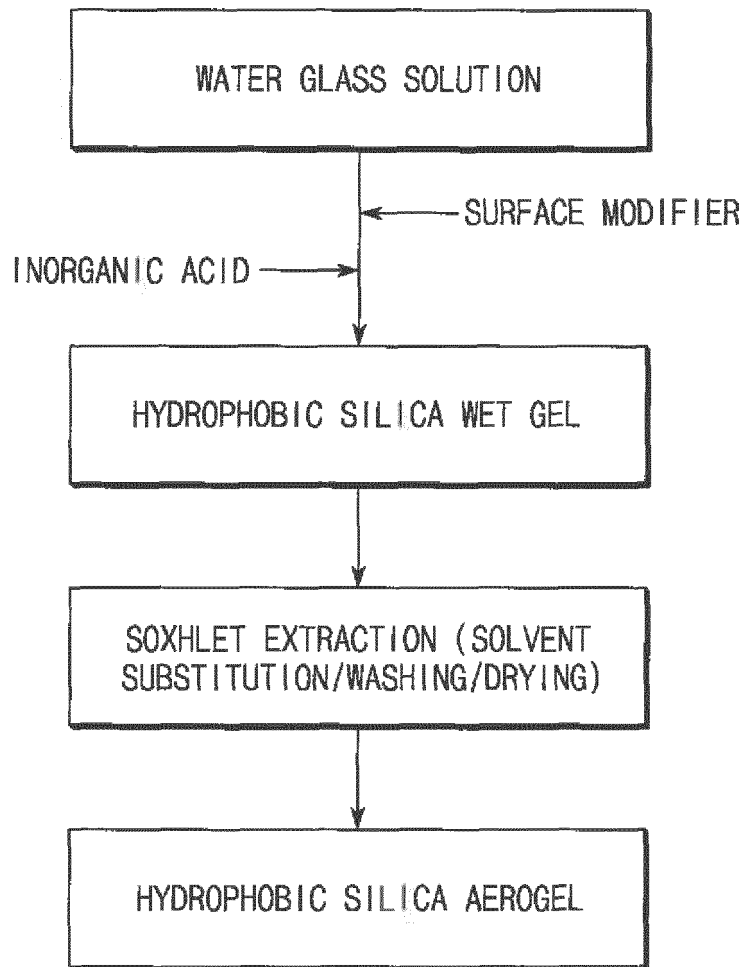 WATER GLASS SOLUTION
SURFACE MODIFIER
INORGANIC ACID
HYDROPHOBIC SILICA WET GEL
SOXHLET EXTRACTION (SOLVENT
SUBSTITUTION/WASHING/DRYING)
HYDROPHOBIC SILICA AEROGEL